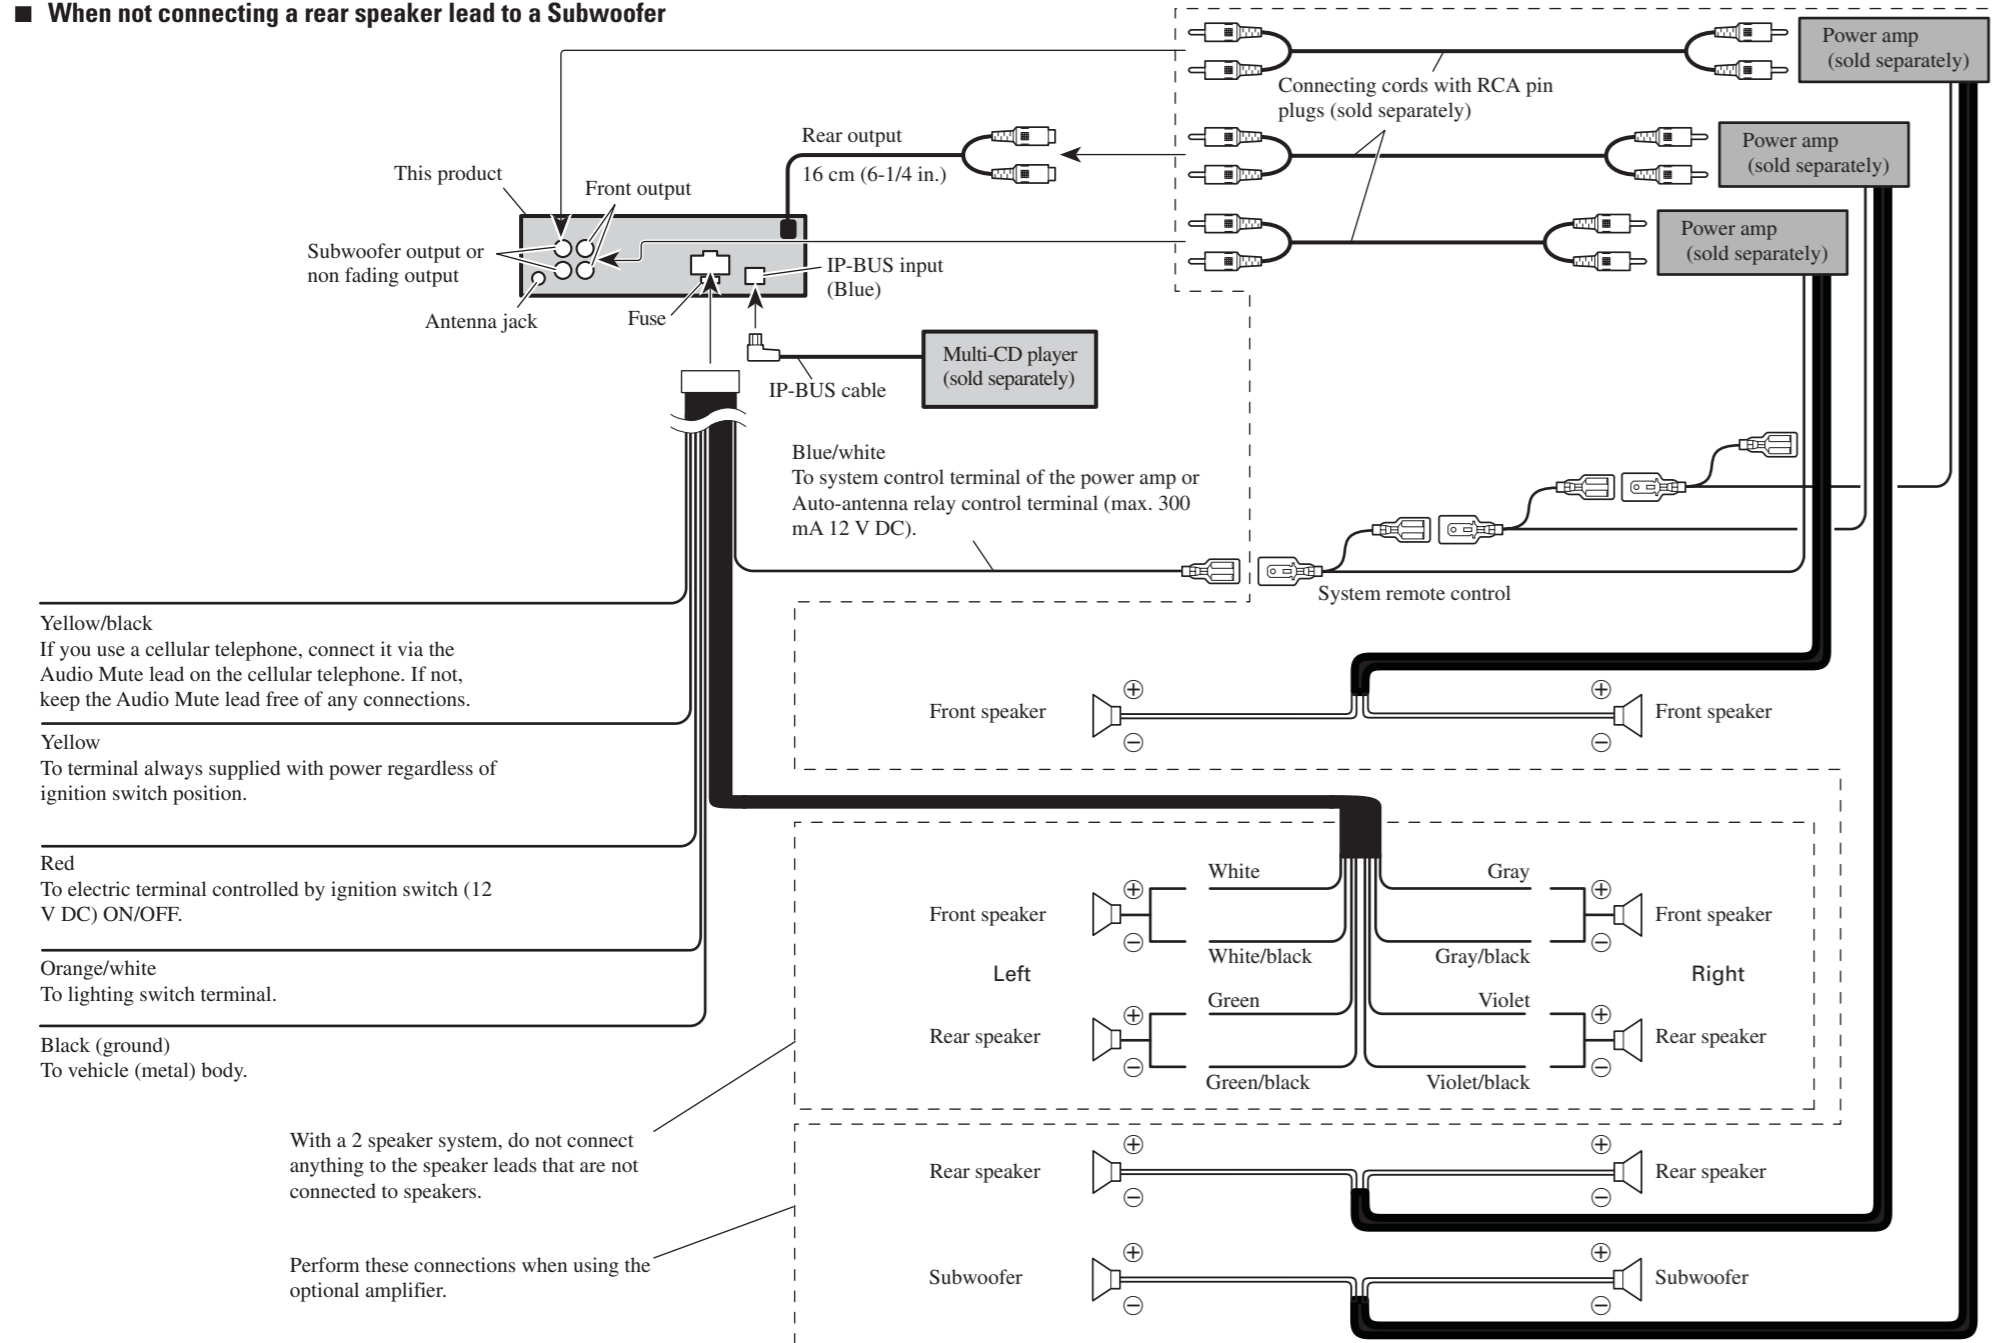 ■ When not connecting a rear speaker lead to a Subwoofer
Power amp
(sold separately)
Connecting cords with RCA pin
plugs (sold separately)
Rear output
16 cm (6-1/4 in.)
Power amp
(sold separately)
This product
Front output
Power amp
(sold separately)
Subwoofer output or
non fading output
IP-BUS input
(Blue)
Antenna jack
Fuse
Multi-CD player
(sold separately)
IP-BUS cable
Blue/white
To system control terminal of the power amp or
Auto-antenna relay control terminal (max. 300
mA 12 V DC).
System remote control
Yellow/black
If you use a cellular telephone, connect it via the
Audio Mute lead on the cellular telephone. If not,
keep the Audio Mute lead free of any connections.
Yellow
To terminal always supplied with power regardless of
ignition switch position.
Red
To electric terminal controlled by ignition switch (12
V DC) ON/OFF.
Orange/white
To lighting switch terminal.
Black (ground)
To vehicle (metal) body.
⊕
⊕
Front speaker
Front speaker
⊖
⊖
White
Gray
⊕
⊕
Front speaker
Front speaker
⊖
⊖
White/black
Gray/black
Left
Right
Green
Violet
⊕
⊕
Rear speaker
Rear speaker
⊖
⊖
Green/black
Violet/black
With a 2 speaker system, do not connect
anything to the speaker leads that are not
connected to speakers.
⊕
⊕
Rear speaker
Rear speaker
⊖
⊖
Perform these connections when using the
optional amplifier.
⊕
⊕
Subwoofer
Subwoofer
⊖
⊖